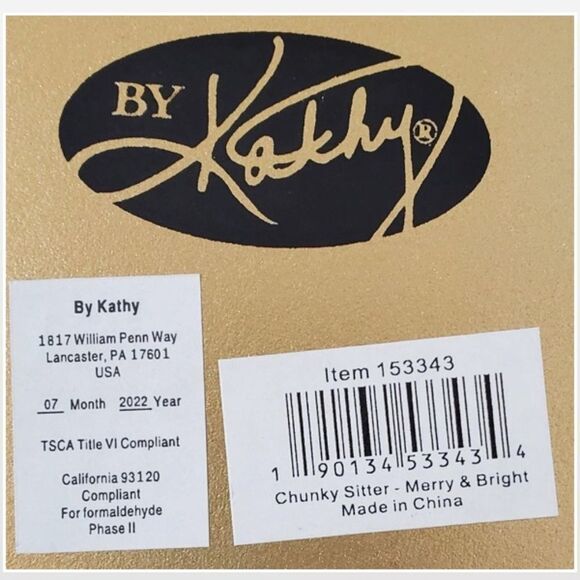 BY Kathy®
By Kathy
1817 William Penn Way
Lancaster, PA 17601
USA
07 Month 2022 Year
TSCA Title VI Compliant
California 93120
Compliant
For formaldehyde
Phase II
Item 153343
1 90134 53343 4
Chunky Sitter - Merry & Bright
Made in China